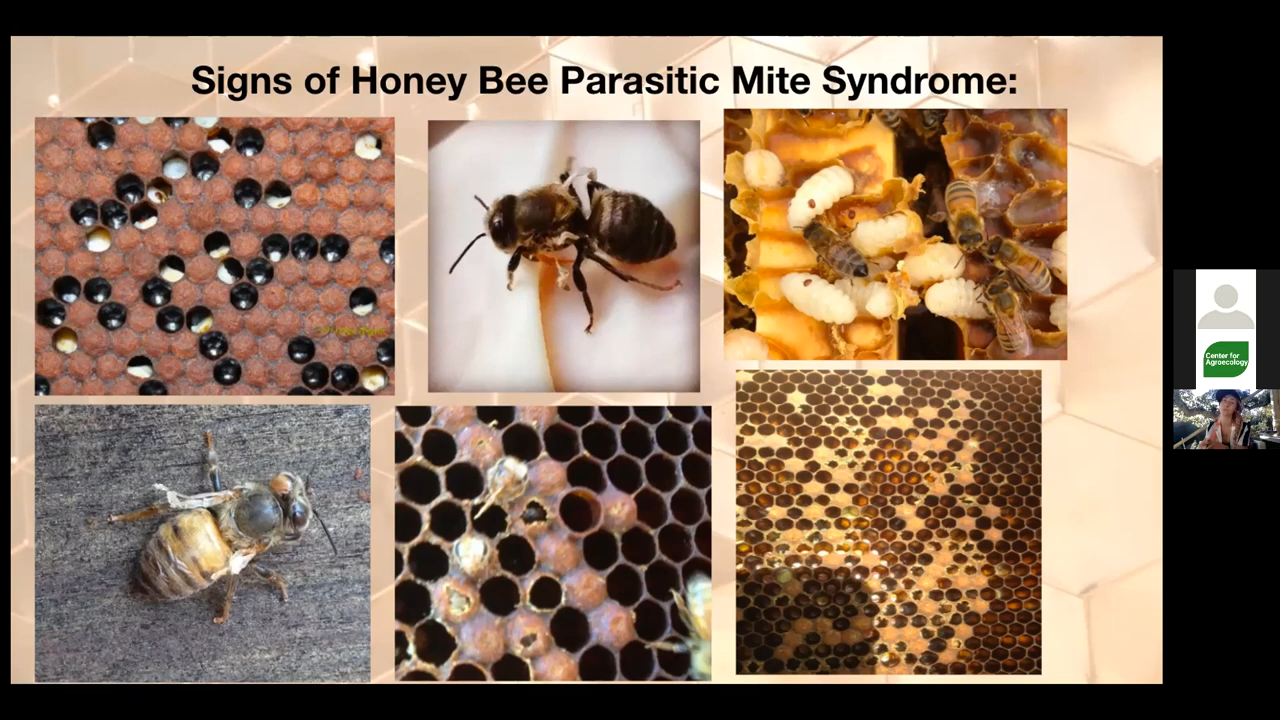 Signs of Honey Bee Parasitic Mite Syndrome:
Center for
Agroecology